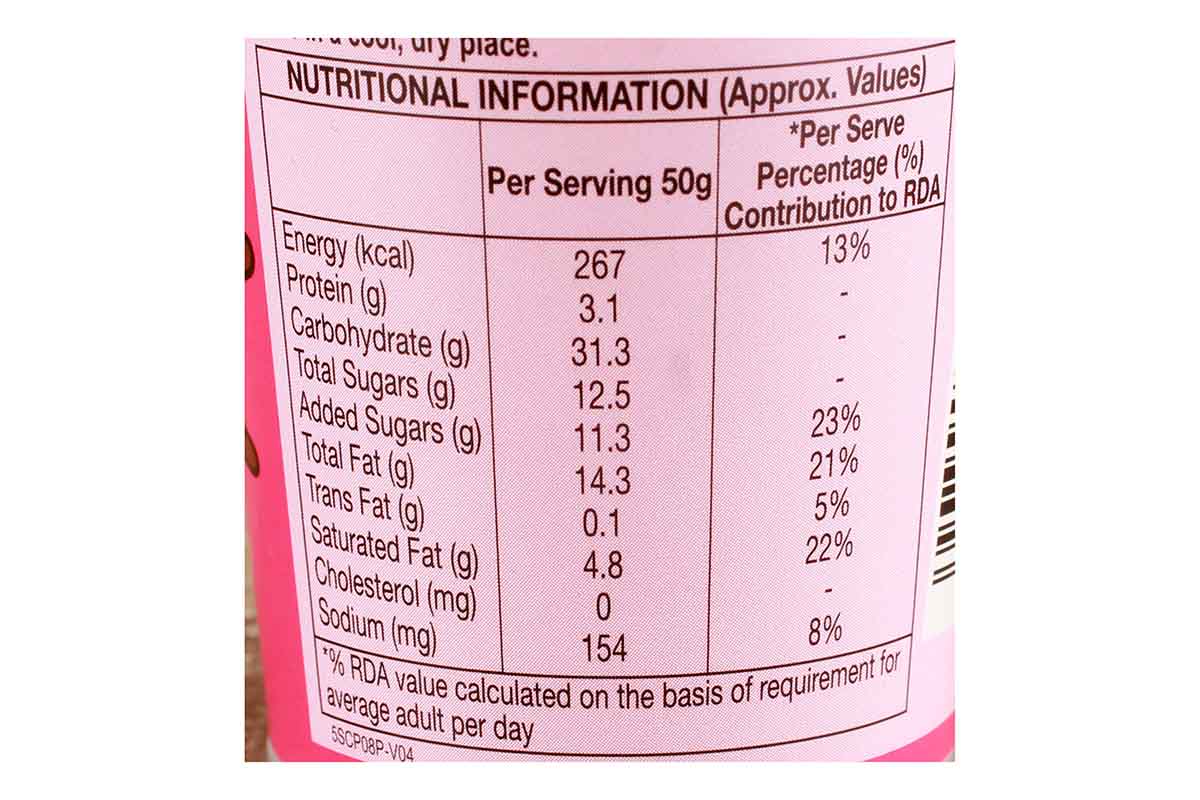 cool, dry place.
NUTRITIONAL INFORMATION (Approx. Values)
Per Serving 50g
*Per Serve
Percentage (%)
Contribution to RDA
Energy (kcal) 267 13%
Protein (g) 3.1 -
Carbohydrate (g) 31.3 -
Total Sugars (g) 12.5 -
Added Sugars (g) 11.3 23%
Total Fat (g) 14.3 21%
Trans Fat (g) 0.1 5%
Saturated Fat (g) 4.8 22%
Cholesterol (mg) 0 -
Sodium (mg) 154 8%
*% RDA value calculated on the basis of requirement for
average adult per day
5SCP08P-V04